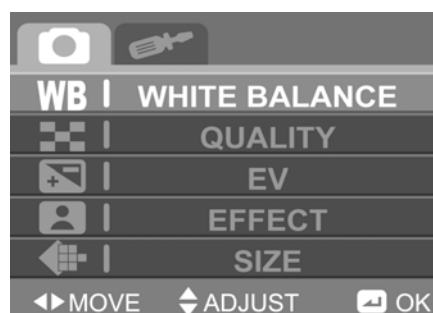 WB WHITE BALANCE
QUALITY
EV
EFFECT
SIZE
MOVE ADJUST OK